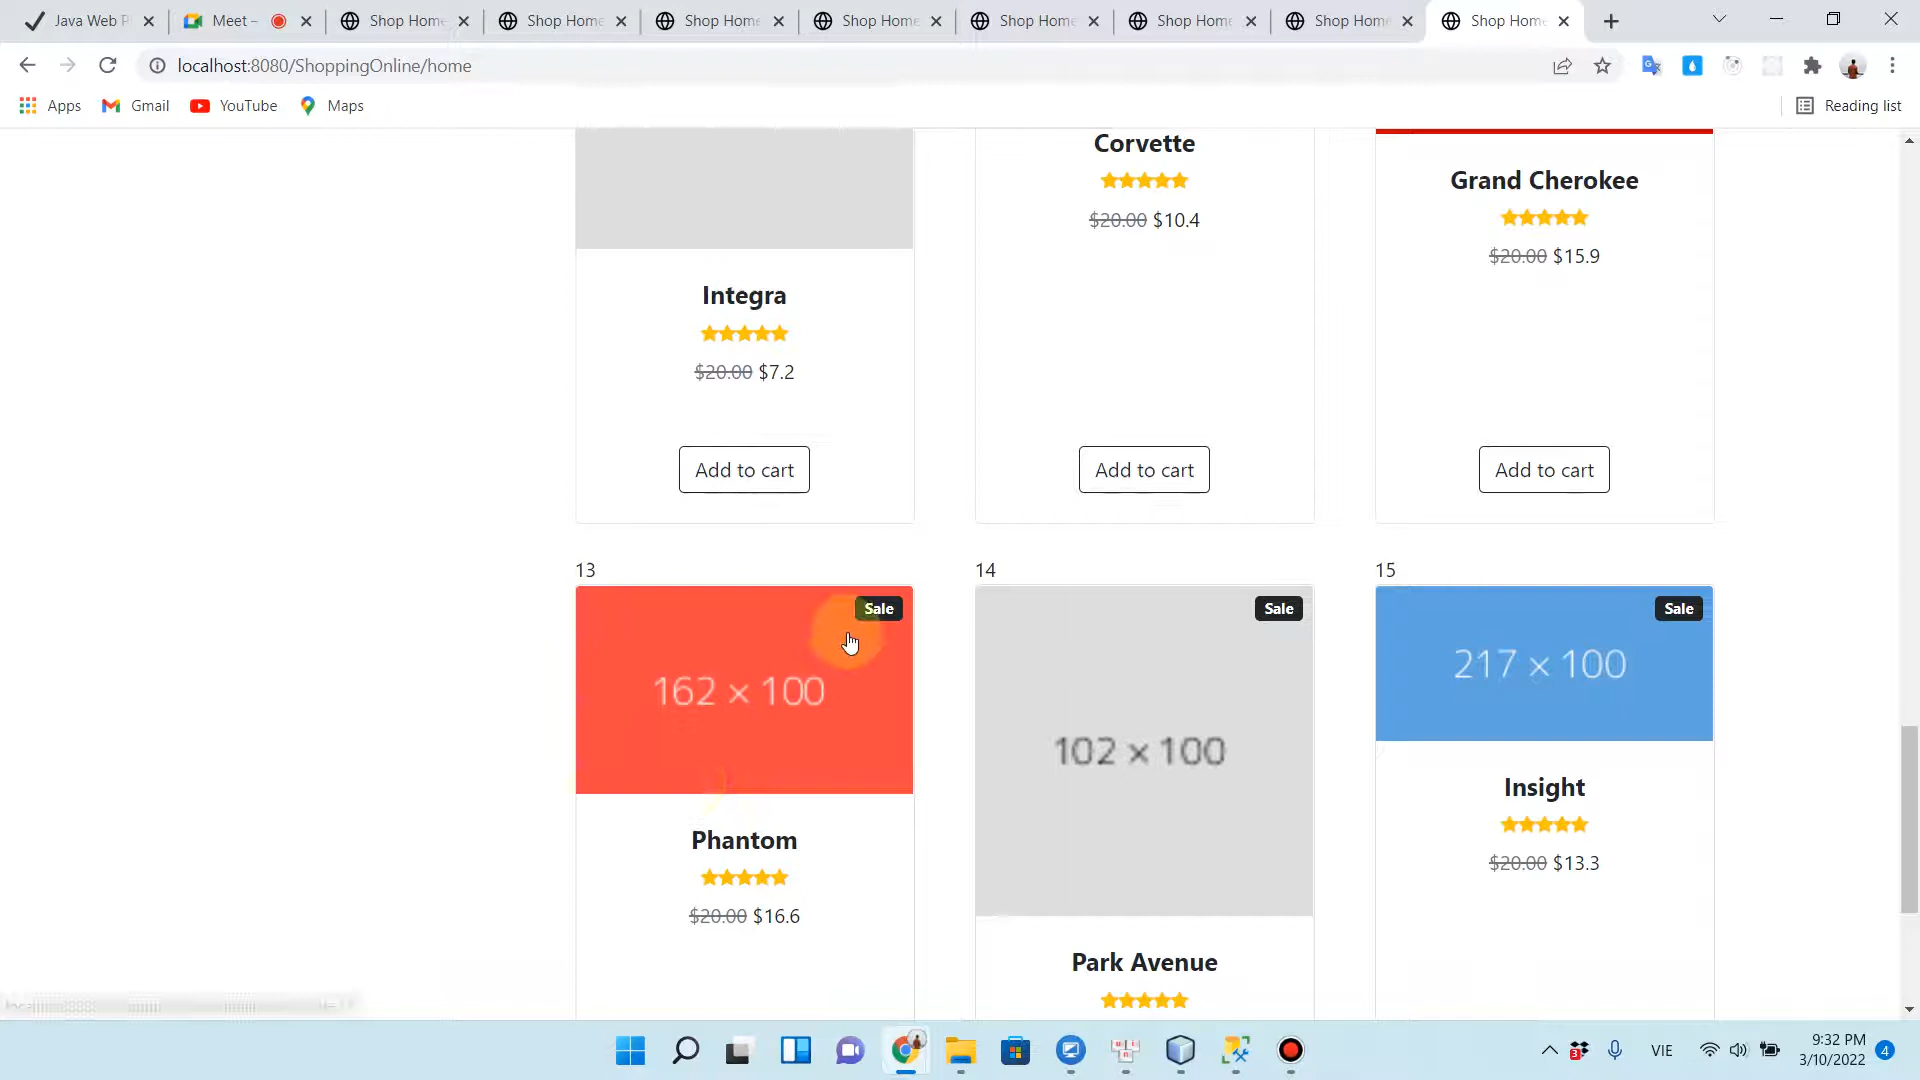 Java Web P
Meet –
Shop Home
Shop Home
Shop Home
Shop Home
Shop Home
Shop Home
Shop Home
Shop Home
localhost:8080/ShoppingOnline/home
Apps
Gmail
YouTube
Maps
Reading list
Corvette
$20.00 $10.4
Grand Cherokee
$20.00 $15.9
Integra
$20.00 $7.2
Add to cart
Add to cart
Add to cart
13
14
15
Sale
162 × 100
Sale
102 × 100
Sale
217 × 100
Phantom
$20.00 $16.6
Park Avenue
Insight
$20.00 $13.3
3
VIE
9:32 PM
3/10/2022
4